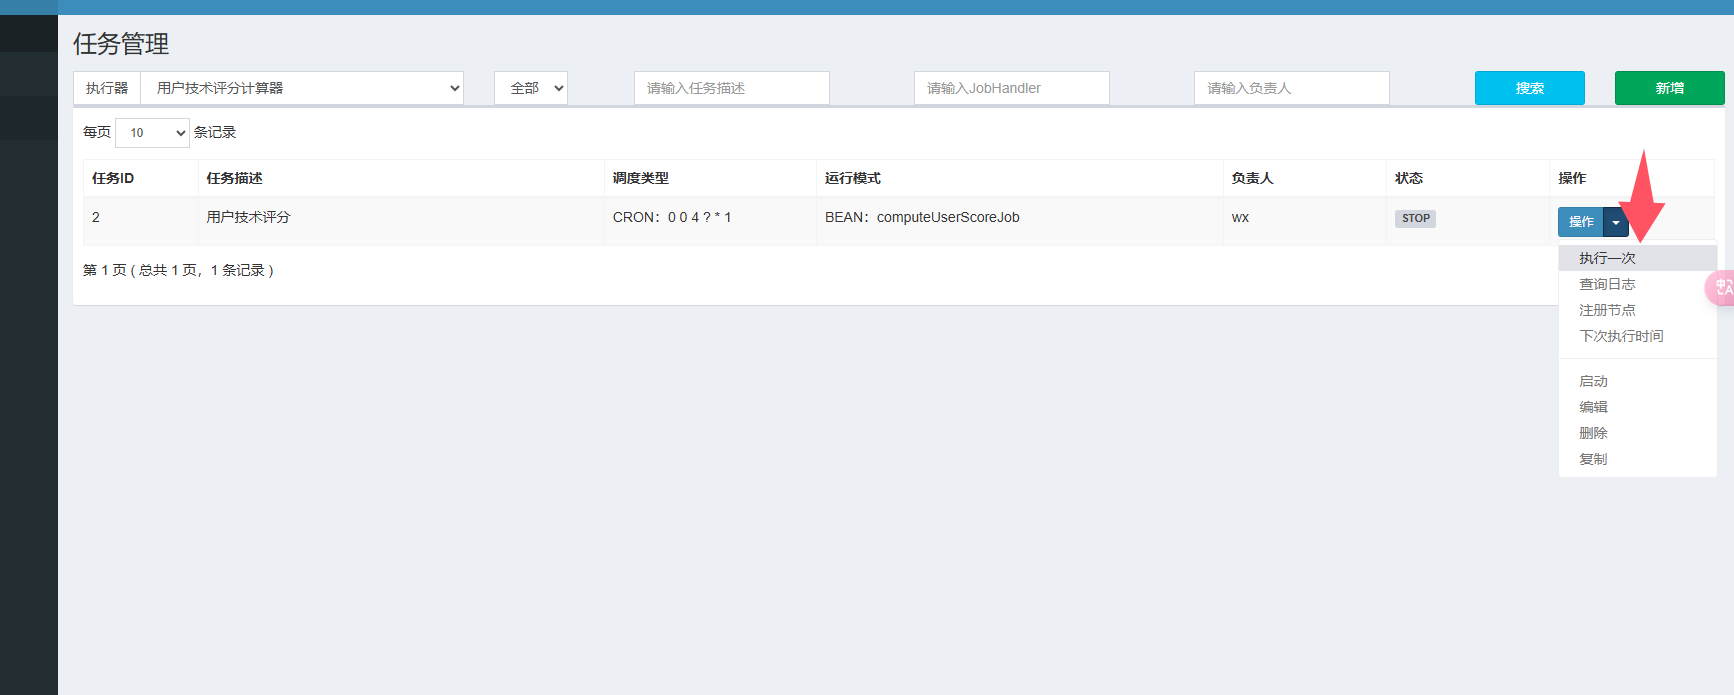 任务管理
执行器 用户技术评分计算器 全部 请输入任务描述 请输入JobHandler 请输入负责人 搜索 新增
每页 10 条记录
任务ID 任务描述 调度类型 运行模式 负责人 状态 操作
2 用户技术评分 CRON：0 0 4 ? * 1 BEAN：computeUserScoreJob wx STOP 操作
执行一次
第 1 页 ( 总共 1 页，1 条记录 )
查询日志
注册节点
下次执行时间
启动
编辑
删除
复制